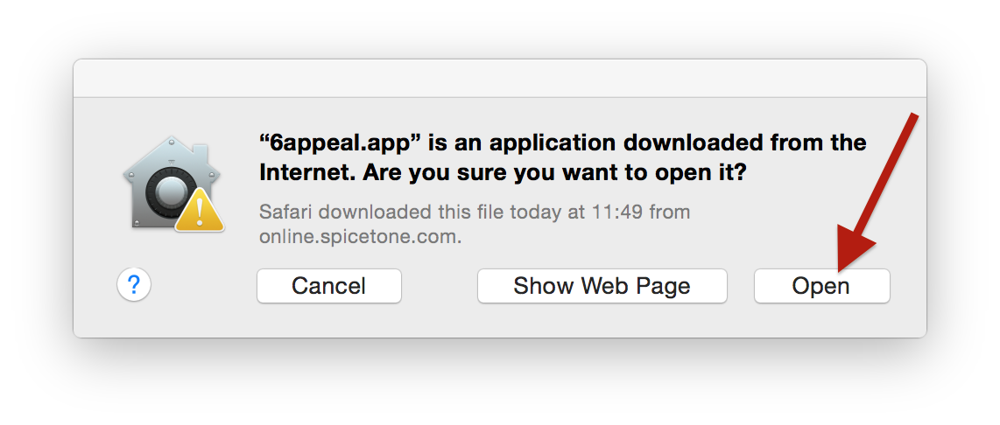 “6appeal.app” is an application downloaded from the
Internet. Are you sure you want to open it?
Safari downloaded this file today at 11:49 from
online.spicetone.com.
? Cancel Show Web Page Open